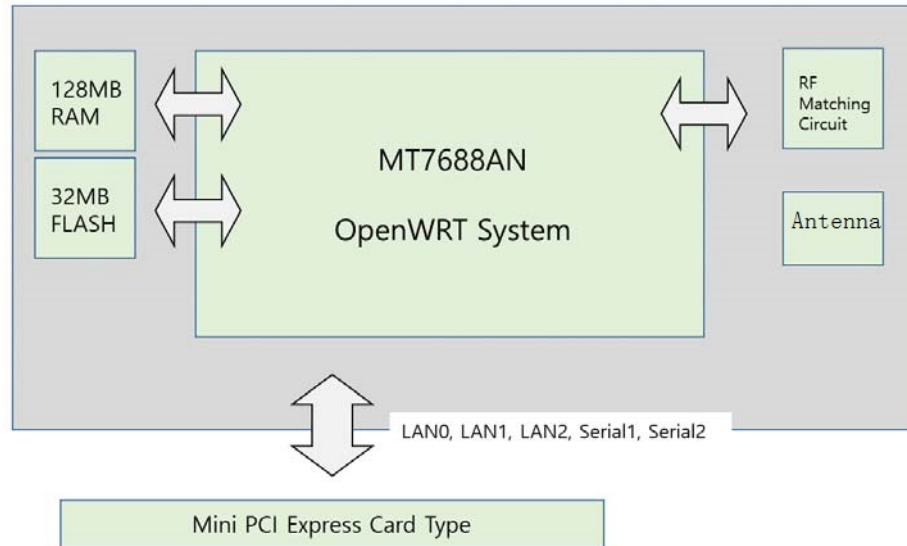 128MB
RAM
32MB
FLASH
MT7688AN
OpenWRT System
RF
Matching
Circuit
Antenna
LAN0, LAN1, LAN2, Serial1, Serial2
Mini PCI Express Card Type